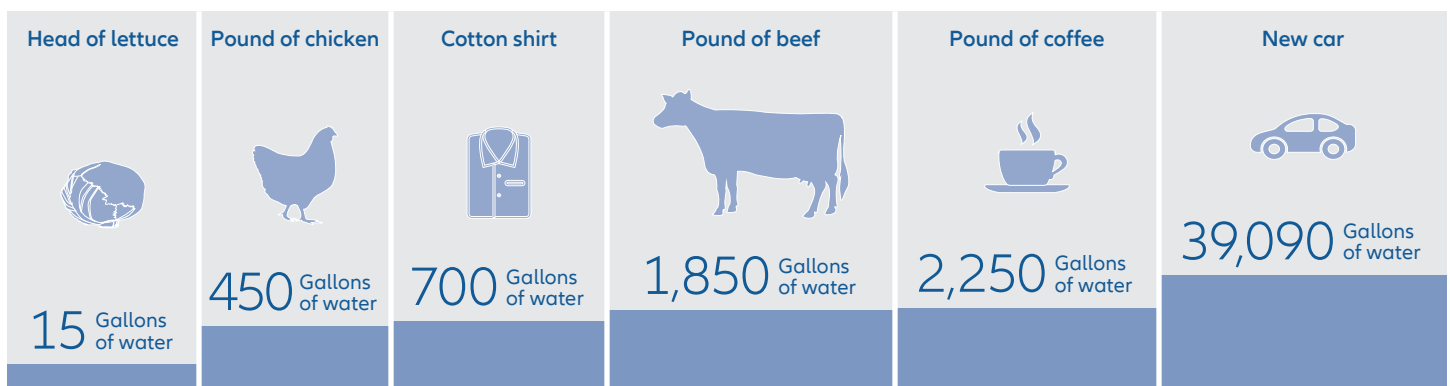 Head of lettuce
15 Gallons
of water
Pound of chicken
450 Gallons
of water
Cotton shirt
700 Gallons
of water
Pound of beef
1,850 Gallons
of water
Pound of coffee
2,250 Gallons
of water
New car
39,090 Gallons
of water